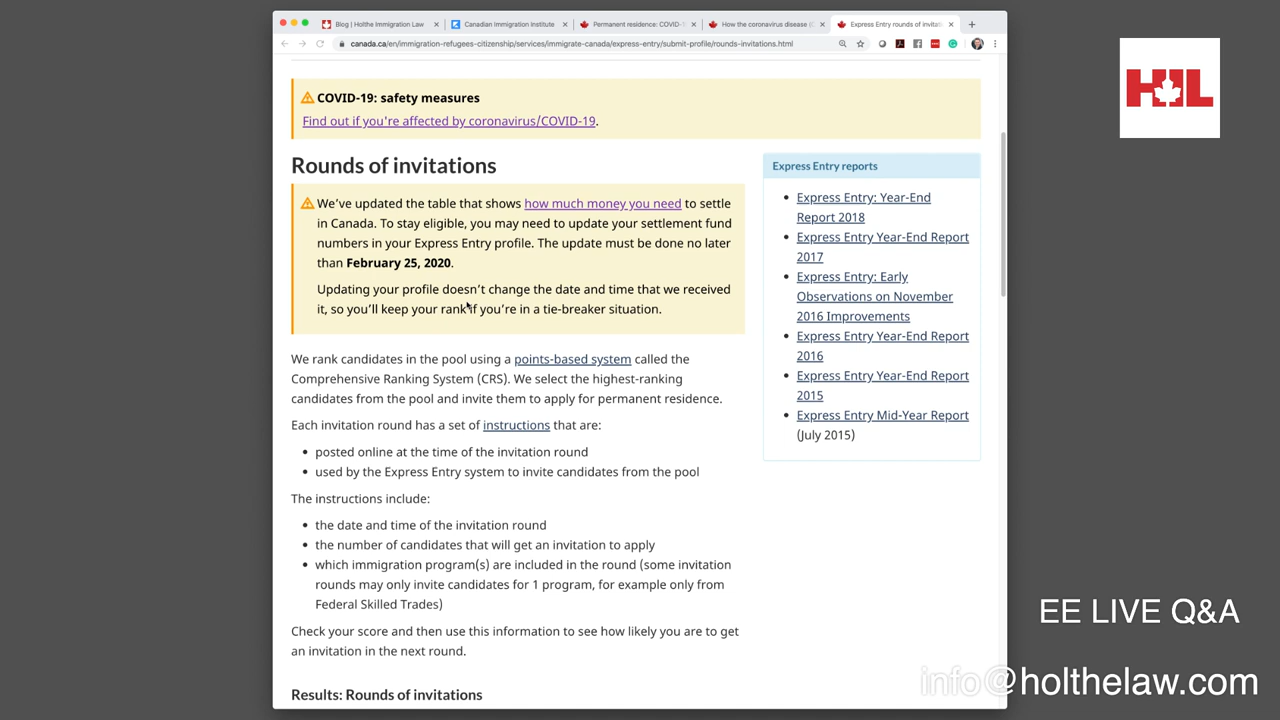 Blog | Holthe Immigration Law
Canadian Immigration Institute
Permanent residence: COVID-1
How the coronavirus disease (
Express Entry rounds of invitat
canada.ca/en/immigration-refugees-citizenship/services/immigrate-canada/express-entry/submit-profile/rounds-invitations.html
HIL
COVID-19: safety measures
Find out if you're affected by coronavirus/COVID-19.
Rounds of invitations
We've updated the table that shows how much money you need to settle
in Canada. To stay eligible, you may need to update your settlement fund
numbers in your Express Entry profile. The update must be done no later
than February 25, 2020.
Updating your profile doesn't change the date and time that we received
it, so you'll keep your rank if you're in a tie-breaker situation.
We rank candidates in the pool using a points-based system called the
Comprehensive Ranking System (CRS). We select the highest-ranking
candidates from the pool and invite them to apply for permanent residence.
Each invitation round has a set of instructions that are:
• posted online at the time of the invitation round
• used by the Express Entry system to invite candidates from the pool
The instructions include:
• the date and time of the invitation round
• the number of candidates that will get an invitation to apply
• which immigration program(s) are included in the round (some invitation
rounds may only invite candidates for 1 program, for example only from
Federal Skilled Trades)
Check your score and then use this information to see how likely you are to get
an invitation in the next round.
Results: Rounds of invitations
Express Entry reports
• Express Entry: Year-End
Report 2018
• Express Entry Year-End Report
2017
• Express Entry: Early
Observations on November
2016 Improvements
• Express Entry Year-End Report
2016
• Express Entry Year-End Report
2015
• Express Entry Mid-Year Report
(July 2015)
EE LIVE Q&A
info@holthelaw.com